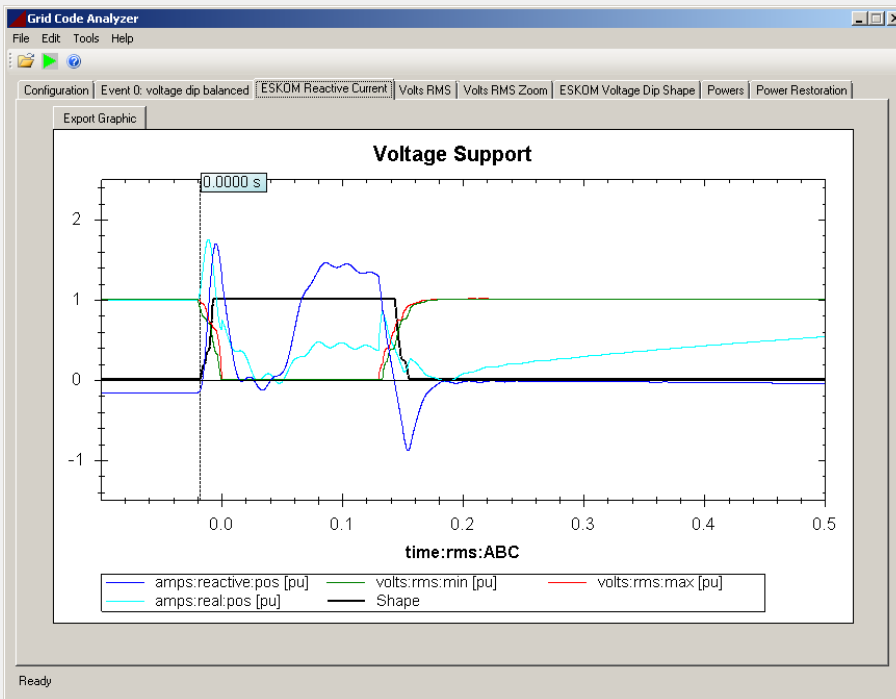 Grid Code Analyzer
File Edit Tools Help
Configuration Event 0: voltage dip balanced ESKOM Reactive Current Volts RMS Volts RMS Zoom ESKOM Voltage Dip Shape Powers Power Restoration
Export Graphic
Voltage Support
0.0000 s
2
1
0
-1
0.0 0.1 0.2 0.3 0.4 0.5
time:rms:ABC
amps:reactive:pos [pu] volts:rms:min [pu] volts:rms:max [pu]
amps:real:pos [pu] Shape
Ready